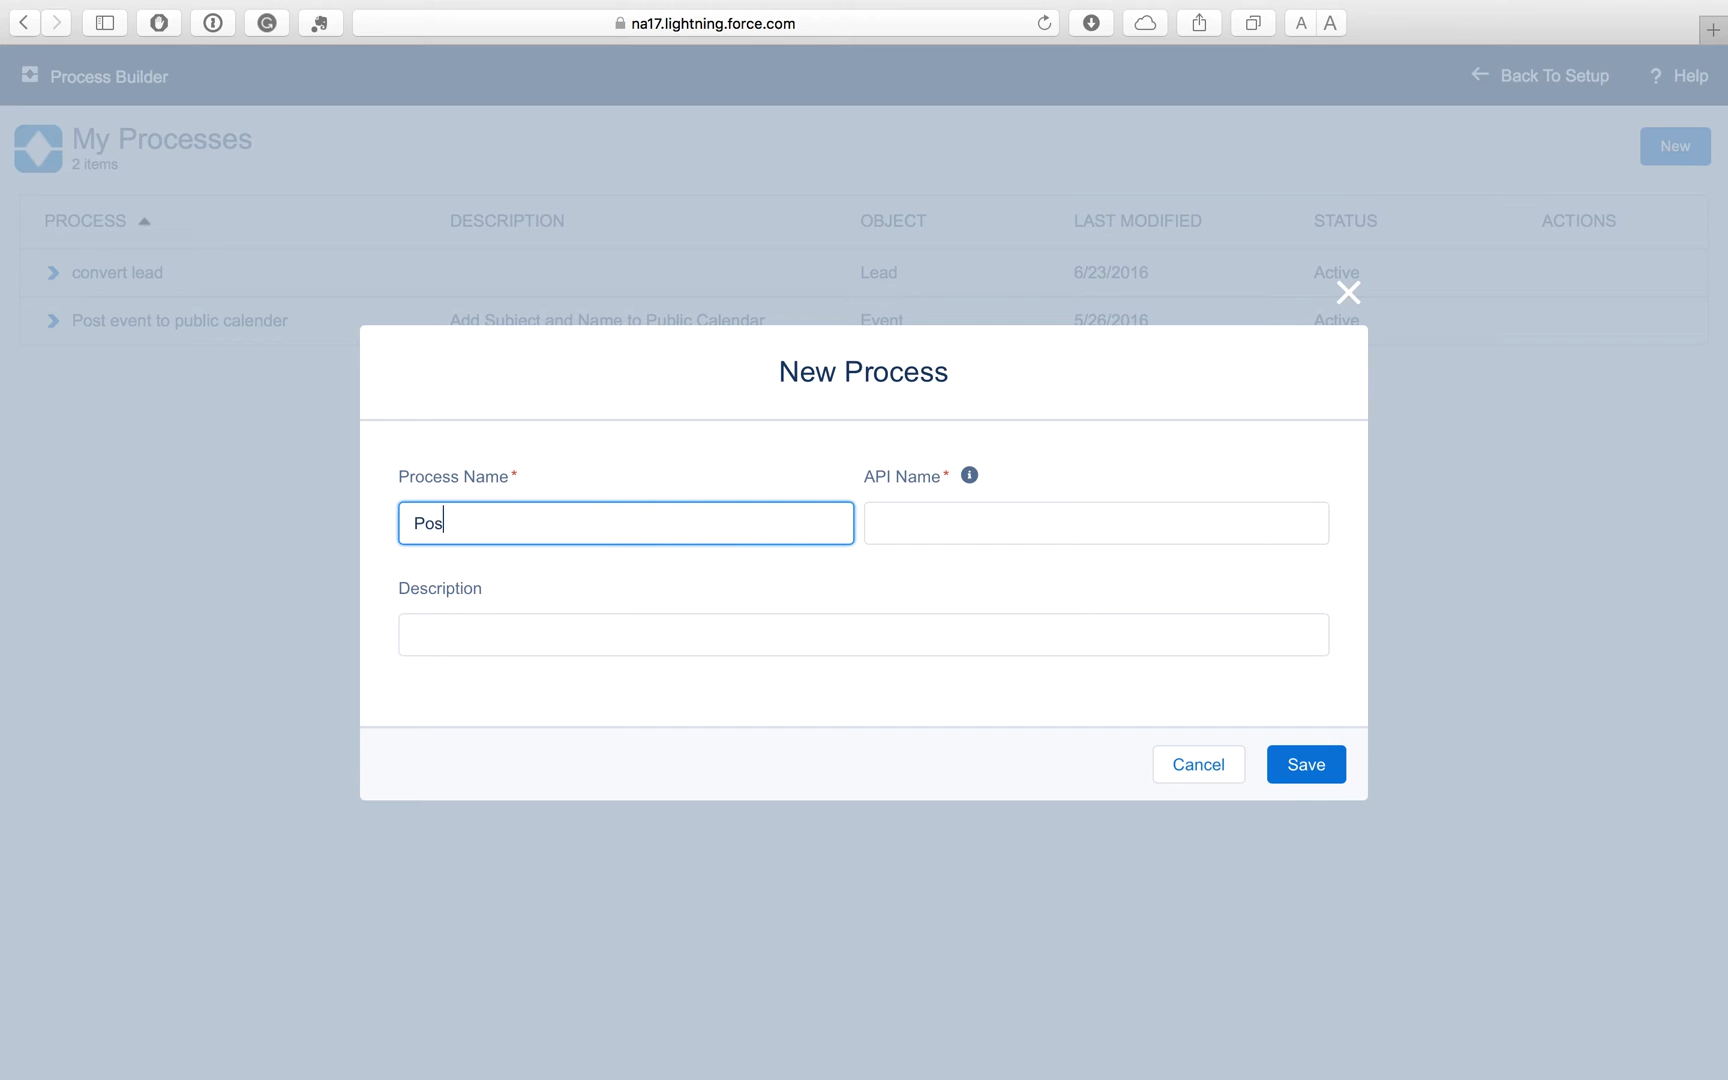 na17.lightning.force.com
A A
Process Builder
Back To Setup
? Help
My Processes
2 items
New
PROCESS DESCRIPTION OBJECT LAST MODIFIED STATUS ACTIONS
convert lead Lead 6/23/2016 Active
Post event to public calender Add Subject and Name to Public Calendar Event 5/26/2016 Active
New Process
Process Name* API Name*
Pos
Description
Cancel Save